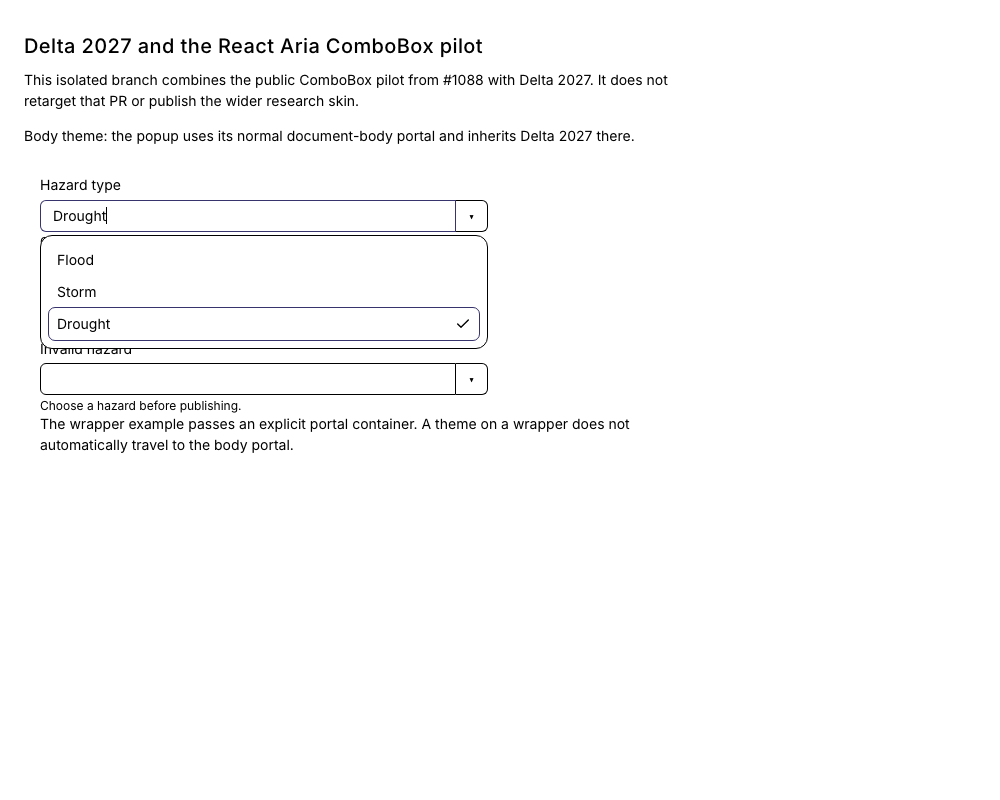 Delta 2027 and the React Aria ComboBox pilot
This isolated branch combines the public ComboBox pilot from #1088 with Delta 2027. It does not
retarget that PR or publish the wider research skin.
Body theme: the popup uses its normal document-body portal and inherits Delta 2027 there.
Hazard type
Drought
Flood
Storm
Drought
Invalid hazard
Choose a hazard before publishing.
The wrapper example passes an explicit portal container. A theme on a wrapper does not
automatically travel to the body portal.